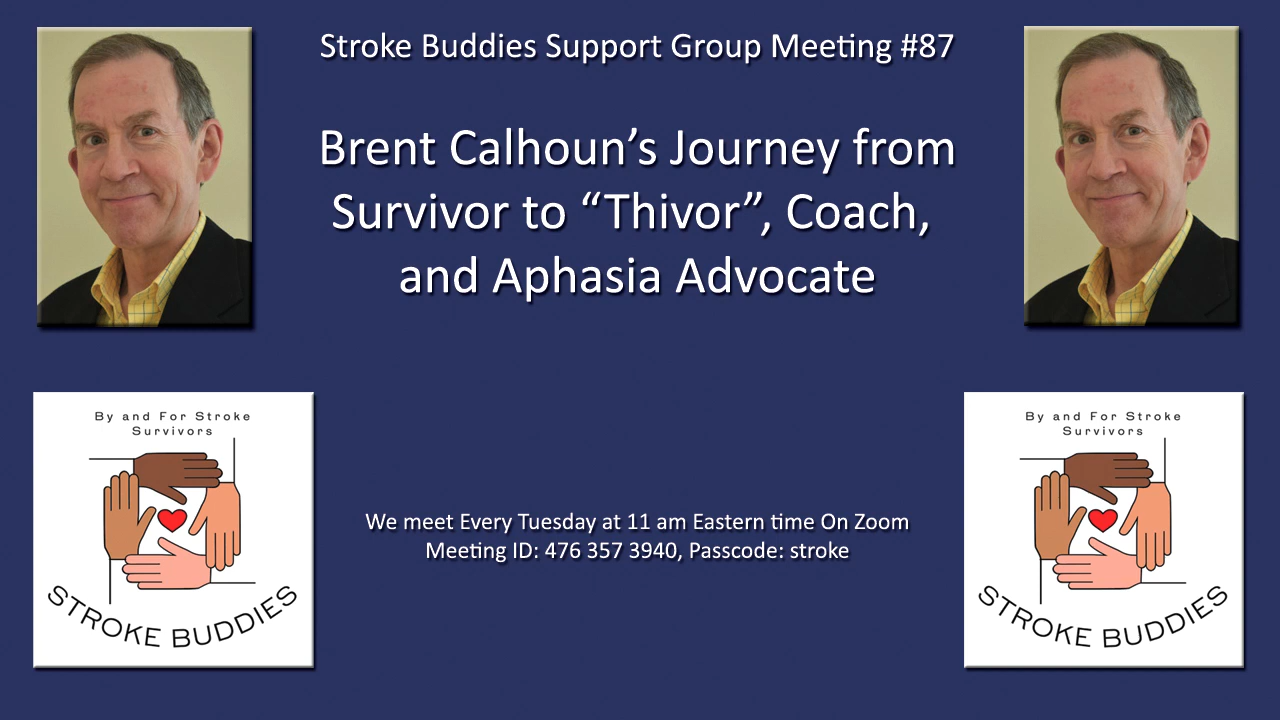 Stroke Buddies Support Group Meeting #87
Brent Calhoun’s Journey from
Survivor to “Thivor”, Coach,
and Aphasia Advocate
By and For Stroke
Survivors
STROKE BUDDIES
By and For Stroke
Survivors
STROKE BUDDIES
We meet Every Tuesday at 11 am Eastern time On Zoom
Meeting ID: 476 357 3940, Passcode: stroke